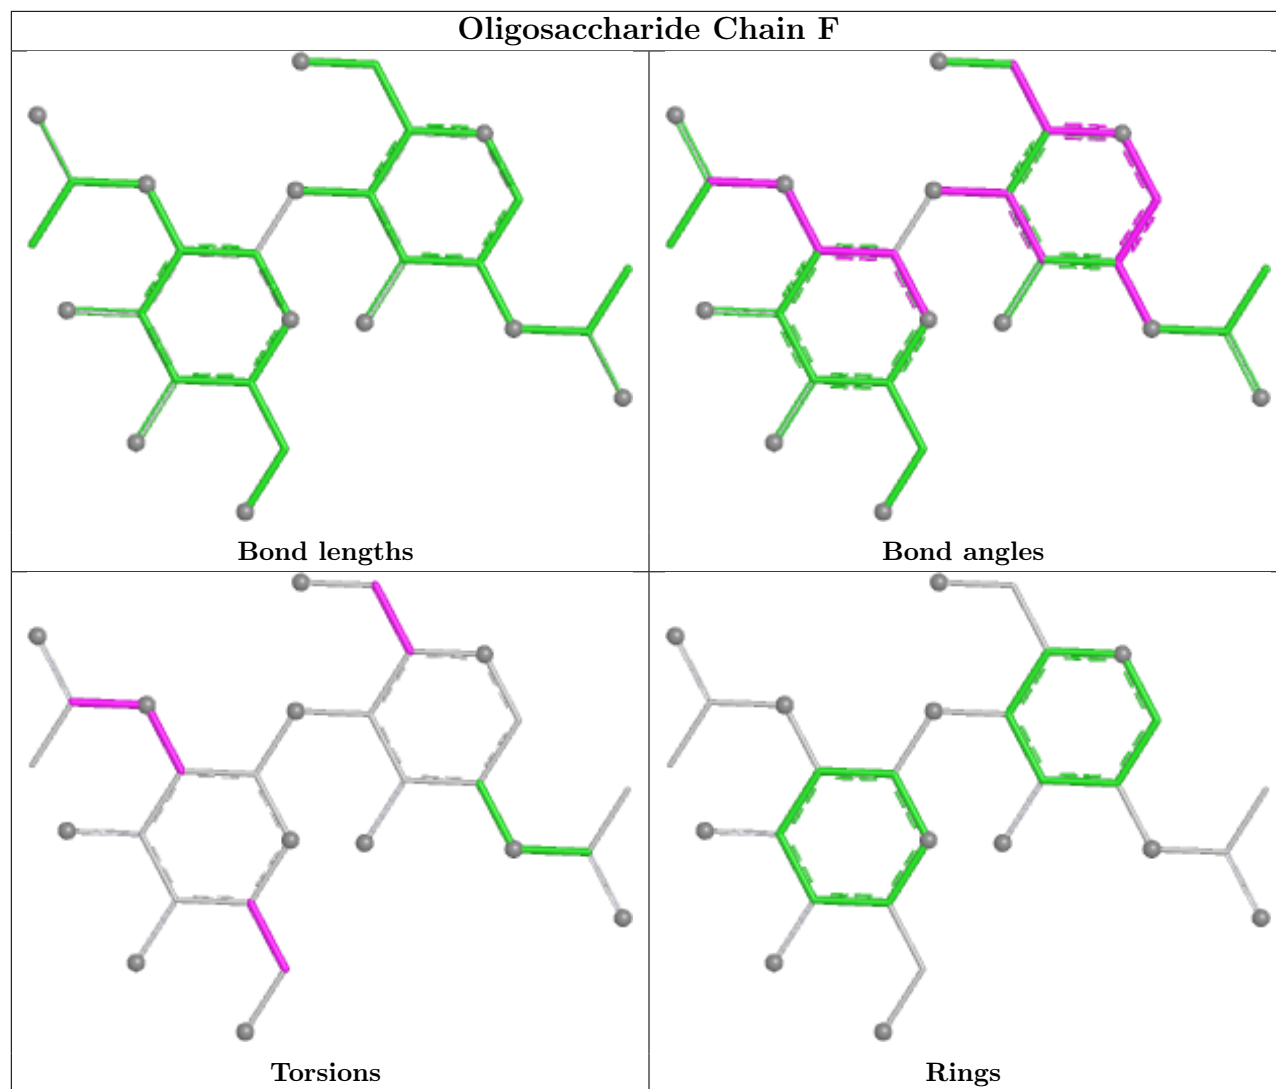 Oligosaccharide Chain F
Bond lengths
Bond angles
Torsions
Rings